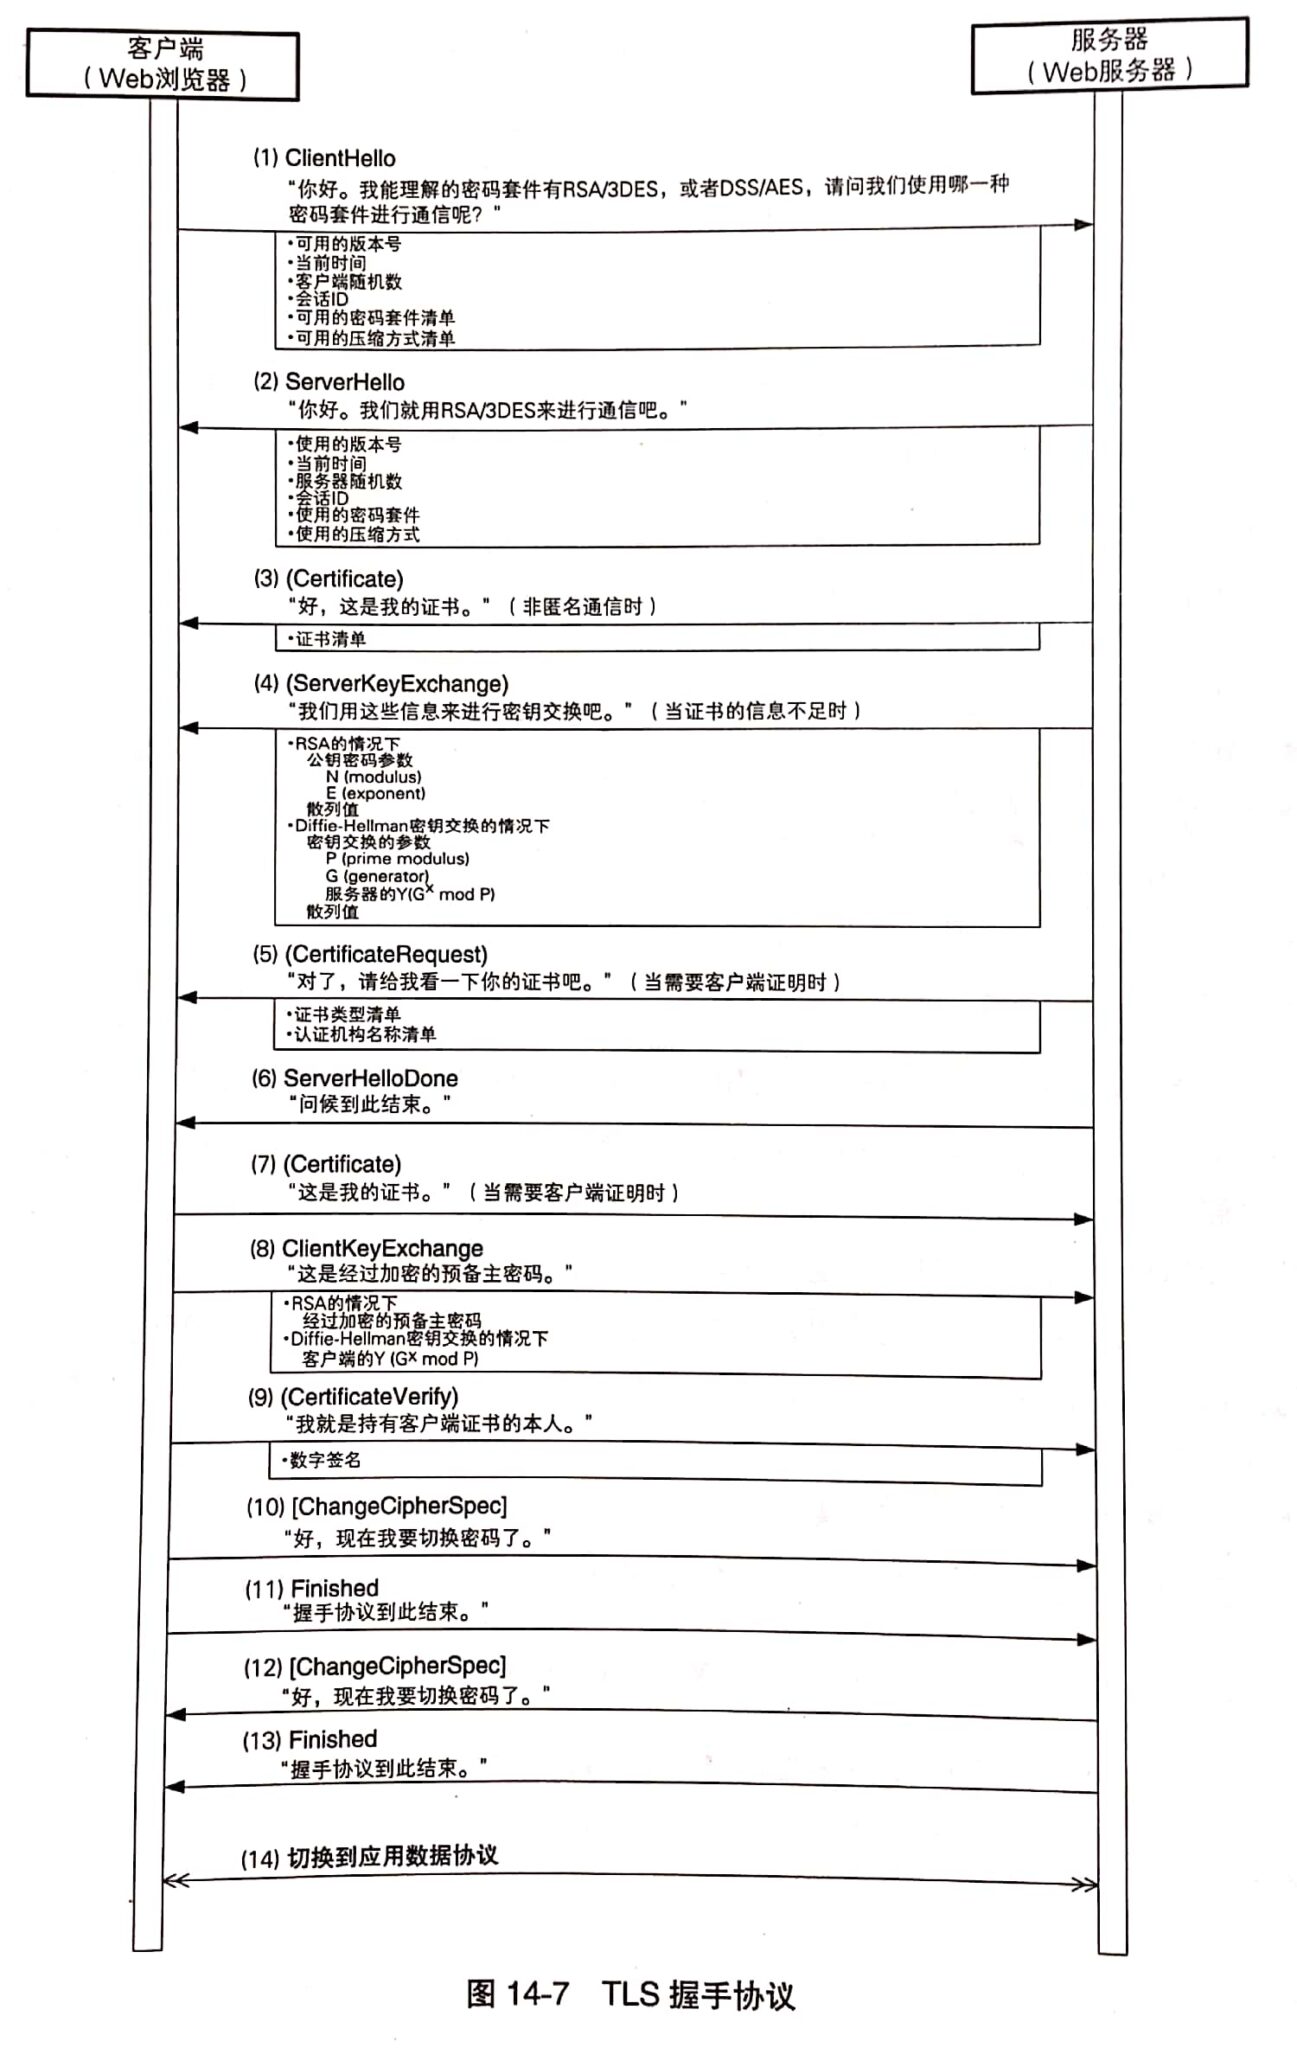 客户端
（Web浏览器）
服务器
（Web服务器）
(1) ClientHello
“你好。我能理解的密码套件有RSA/3DES，或者DSS/AES，请问我们使用哪一种
密码套件进行通信呢？”
·可用的版本号
·当前时间
·客户端随机数
·会话ID
·可用的密码套件清单
·可用的压缩方式清单
(2) ServerHello
“你好。我们就用RSA/3DES来进行通信吧。”
·使用的版本号
·当前时间
·服务器随机数
·会话ID
·使用的密码套件
·使用的压缩方式
(3) (Certificate)
“好，这是我的证书。”（非匿名通信时）
·证书清单
(4) (ServerKeyExchange)
“我们用这些信息来进行密钥交换吧。”（当证书的信息不足时）
·RSA的情况下
公钥密码参数
N (modulus)
E (exponent)
散列值
·Diffie-Hellman密钥交换的情况下
密钥交换的参数
P (prime modulus)
G (generator)
服务器的Y(Gˣ mod P)
散列值
(5) (CertificateRequest)
“对了，请给我看一下你的证书吧。”（当需要客户端证明时）
·证书类型清单
·认证机构名称清单
(6) ServerHelloDone
“问候到此结束。”
(7) (Certificate)
“这是我的证书。”（当需要客户端证明时）
(8) ClientKeyExchange
“这是经过加密的预备主密码。”
·RSA的情况下
经过加密的预备主密码
·Diffie-Hellman密钥交换的情况下
客户端的Y (Gˣ mod P)
(9) (CertificateVerify)
“我就是持有客户端证书的本人。”
·数字签名
(10) [ChangeCipherSpec]
“好，现在我要切换密码了。”
(11) Finished
“握手协议到此结束。”
(12) [ChangeCipherSpec]
“好，现在我要切换密码了。”
(13) Finished
“握手协议到此结束。”
(14) 切换到应用数据协议
图 14-7 TLS 握手协议